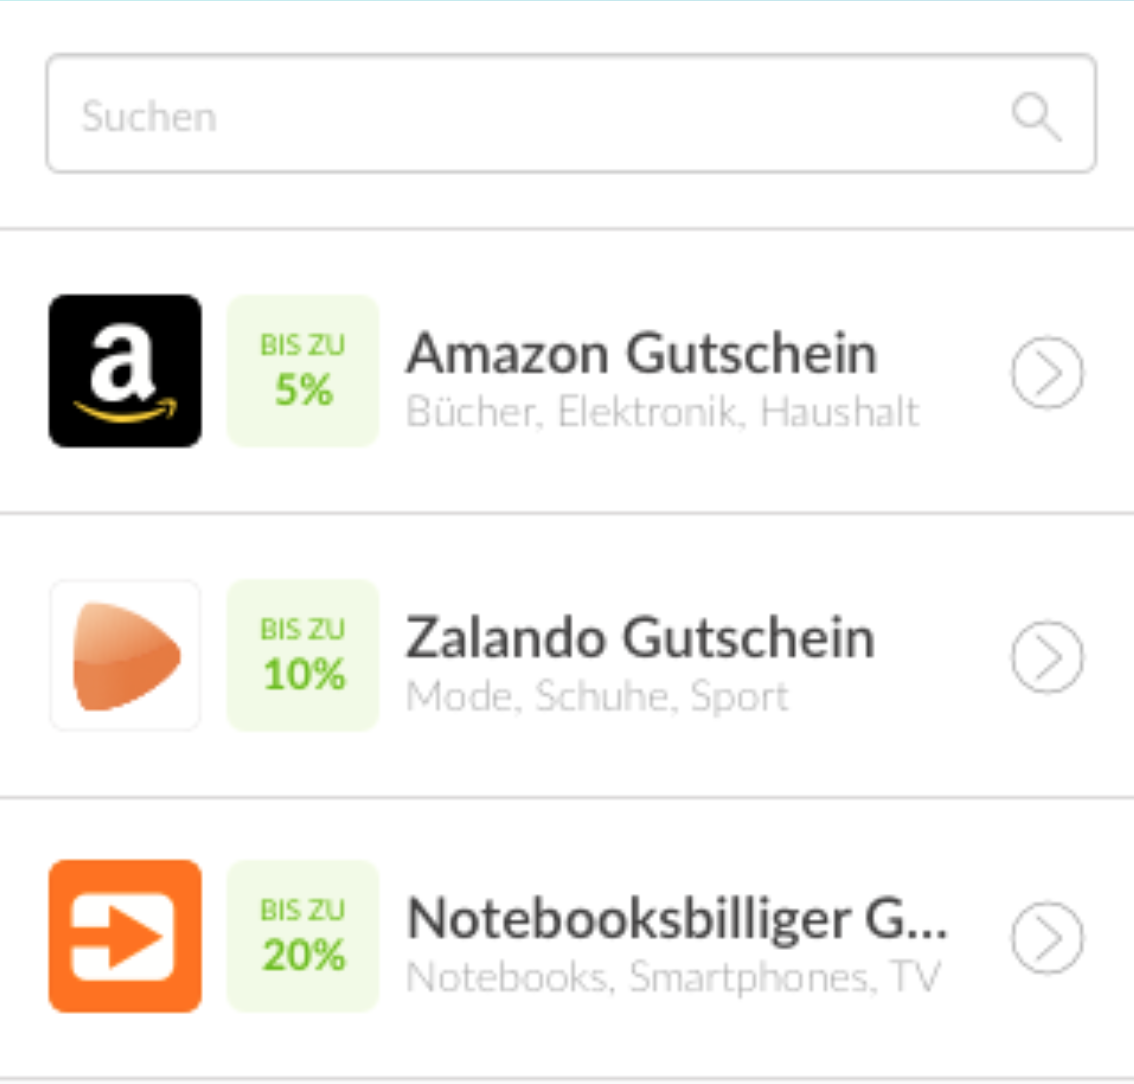 Suchen
a
BIS ZU
5%
Amazon Gutschein
Bücher, Elektronik, Haushalt
BIS ZU
10%
Zalando Gutschein
Mode, Schuhe, Sport
BIS ZU
20%
Notebooksbilliger G...
Notebooks, Smartphones, TV